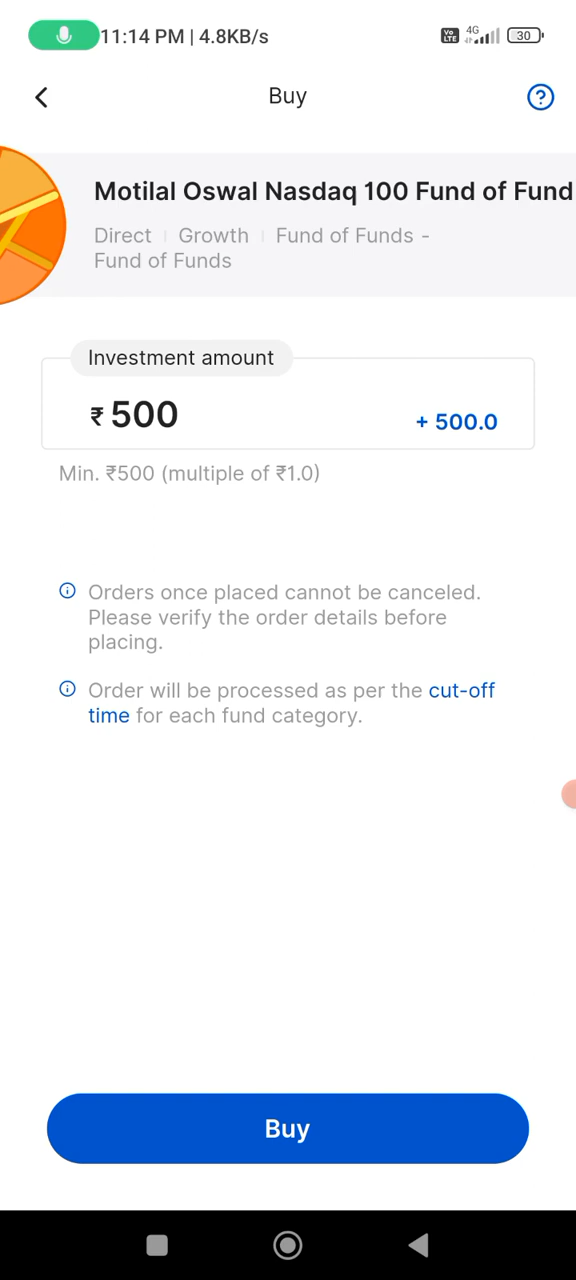 11:14 PM | 4.8KB/s
Vo LTE 4G 30
Buy
Motilal Oswal Nasdaq 100 Fund of Fund
Direct | Growth | Fund of Funds -
Fund of Funds
Investment amount
₹ 500
+ 500.0
Min. ₹500 (multiple of ₹1.0)
Orders once placed cannot be canceled.
Please verify the order details before
placing.
Order will be processed as per the cut-off
time for each fund category.
Buy